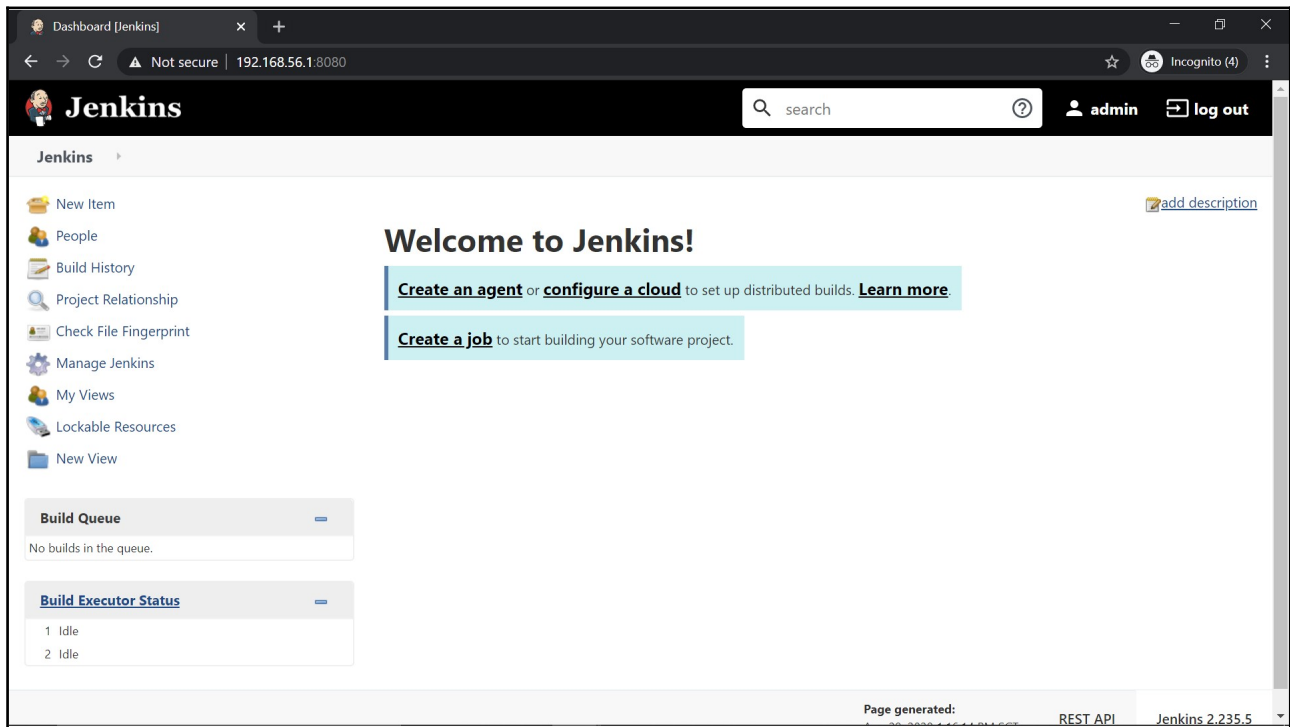 Dashboard [Jenkins]
Not secure | 192.168.56.1:8080
Incognito (4)
Jenkins
search
admin
log out
Jenkins
New Item
People
Build History
Project Relationship
Check File Fingerprint
Manage Jenkins
My Views
Lockable Resources
New View
add description
Welcome to Jenkins!
Create an agent or configure a cloud to set up distributed builds. Learn more.
Create a job to start building your software project.
Build Queue
No builds in the queue.
Build Executor Status
1 Idle
2 Idle
Page generated:
REST API
Jenkins 2.235.5